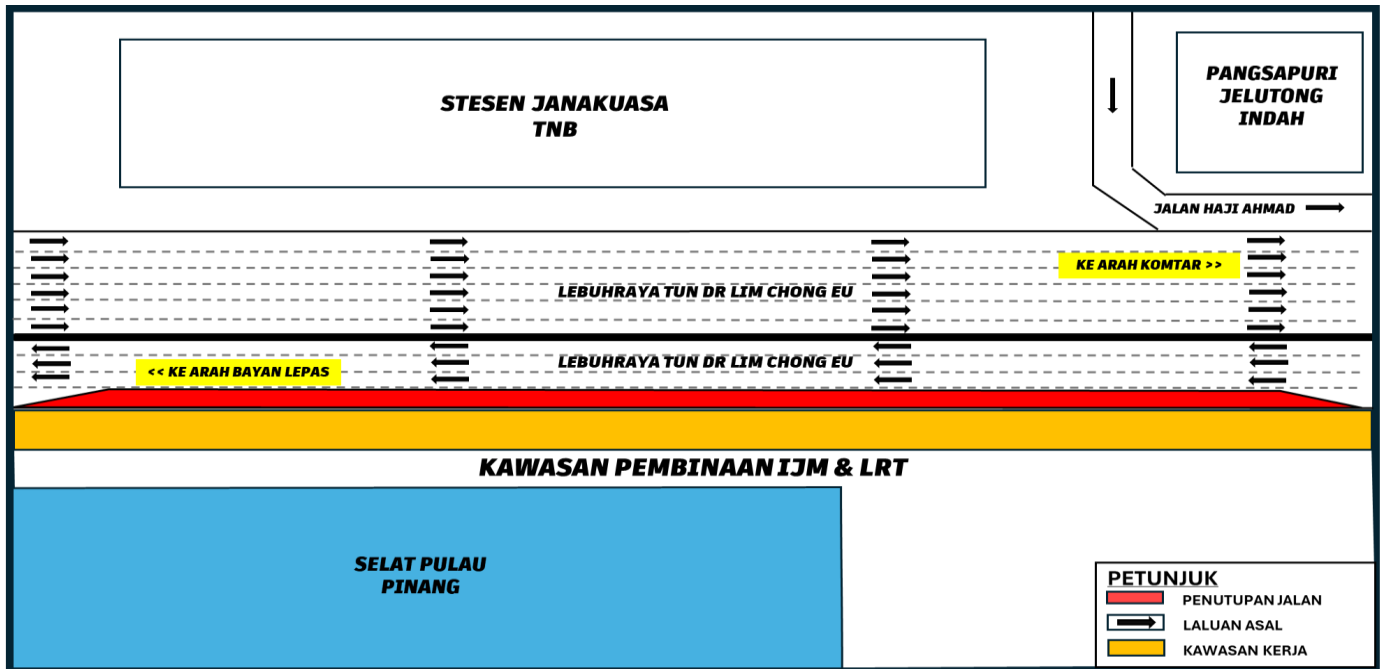 STESEN JANAKUASA
TNB
PANGSAPURI
JELUTONG
INDAH
JALAN HAJI AHMAD
KE ARAH KOMTAR >>
LEBUHRAYA TUN DR LIM CHONG EU
LEBUHRAYA TUN DR LIM CHONG EU
<< KE ARAH BAYAN LEPAS
KAWASAN PEMBINAAN IJM & LRT
SELAT PULAU
PINANG
PETUNJUK
PENUTUPAN JALAN
LALUAN ASAL
KAWASAN KERJA